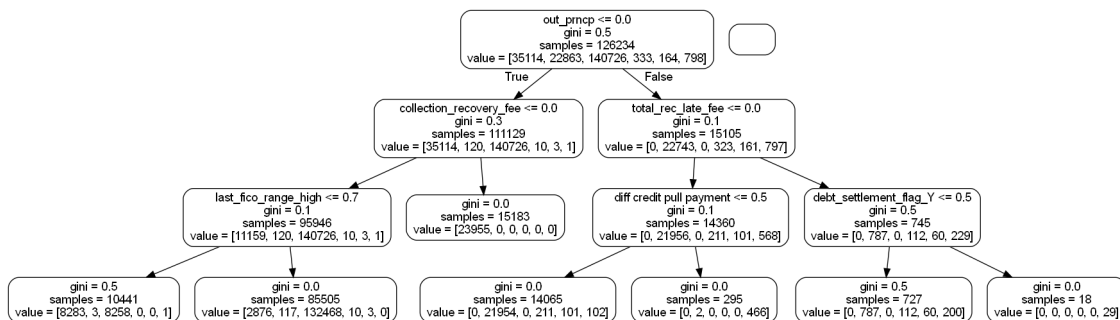 out_prncp <= 0.0
gini = 0.5
samples = 126234
value = [35114, 22863, 140726, 333, 164, 798]
True
False
collection_recovery_fee <= 0.0
gini = 0.3
samples = 111129
value = [35114, 120, 140726, 10, 3, 1]
total_rec_late_fee <= 0.0
gini = 0.1
samples = 15105
value = [0, 22743, 0, 323, 161, 797]
last_fico_range_high <= 0.7
gini = 0.1
samples = 95946
value = [11159, 120, 140726, 10, 3, 1]
gini = 0.0
samples = 15183
value = [23955, 0, 0, 0, 0, 0]
diff credit pull payment <= 0.5
gini = 0.1
samples = 14360
value = [0, 21956, 0, 211, 101, 568]
debt_settlement_flag_Y <= 0.5
gini = 0.5
samples = 745
value = [0, 787, 0, 112, 60, 229]
gini = 0.5
samples = 10441
value = [8283, 3, 8258, 0, 0, 1]
gini = 0.0
samples = 85505
value = [2876, 117, 132468, 10, 3, 0]
gini = 0.0
samples = 14065
value = [0, 21954, 0, 211, 101, 102]
gini = 0.0
samples = 295
value = [0, 2, 0, 0, 0, 466]
gini = 0.5
samples = 727
value = [0, 787, 0, 112, 60, 200]
gini = 0.0
samples = 18
value = [0, 0, 0, 0, 0, 29]